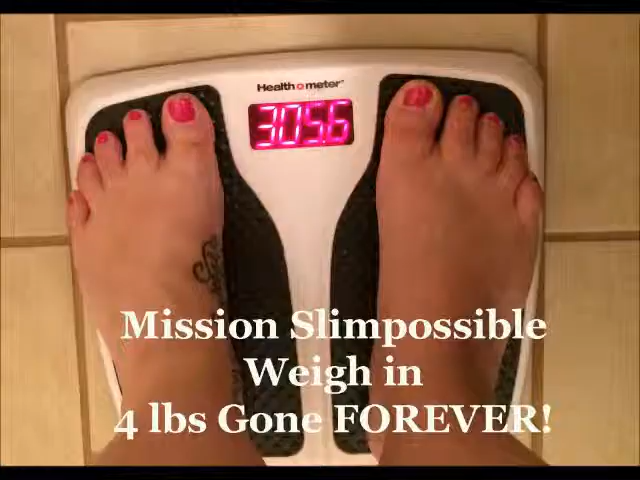 Health o meter
305.6
Mission Slimpossible
Weigh in
4 lbs Gone FOREVER!